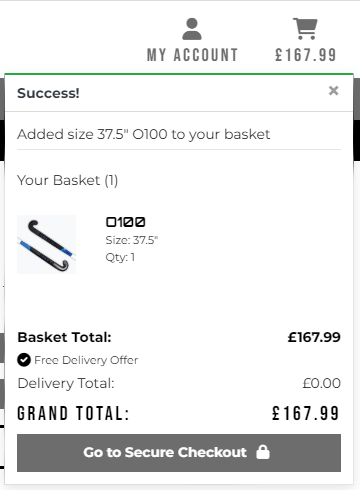 MY ACCOUNT £167.99
Success! ×
Added size 37.5" O100 to your basket
Your Basket (1)
O100
Size: 37.5"
Qty: 1
Basket Total: £167.99
Free Delivery Offer
Delivery Total: £0.00
GRAND TOTAL: £167.99
Go to Secure Checkout